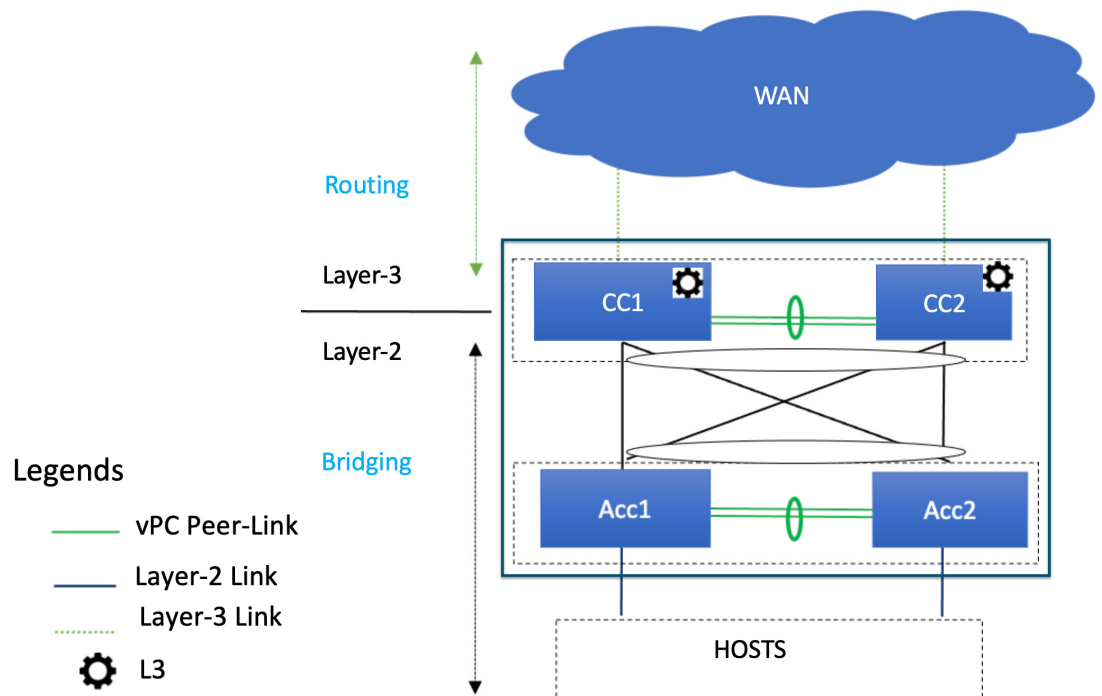 WAN
Routing
Layer-3
CC1
CC2
Layer-2
Bridging
Legends
Acc1
Acc2
vPC Peer-Link
Layer-2 Link
Layer-3 Link
HOSTS
L3